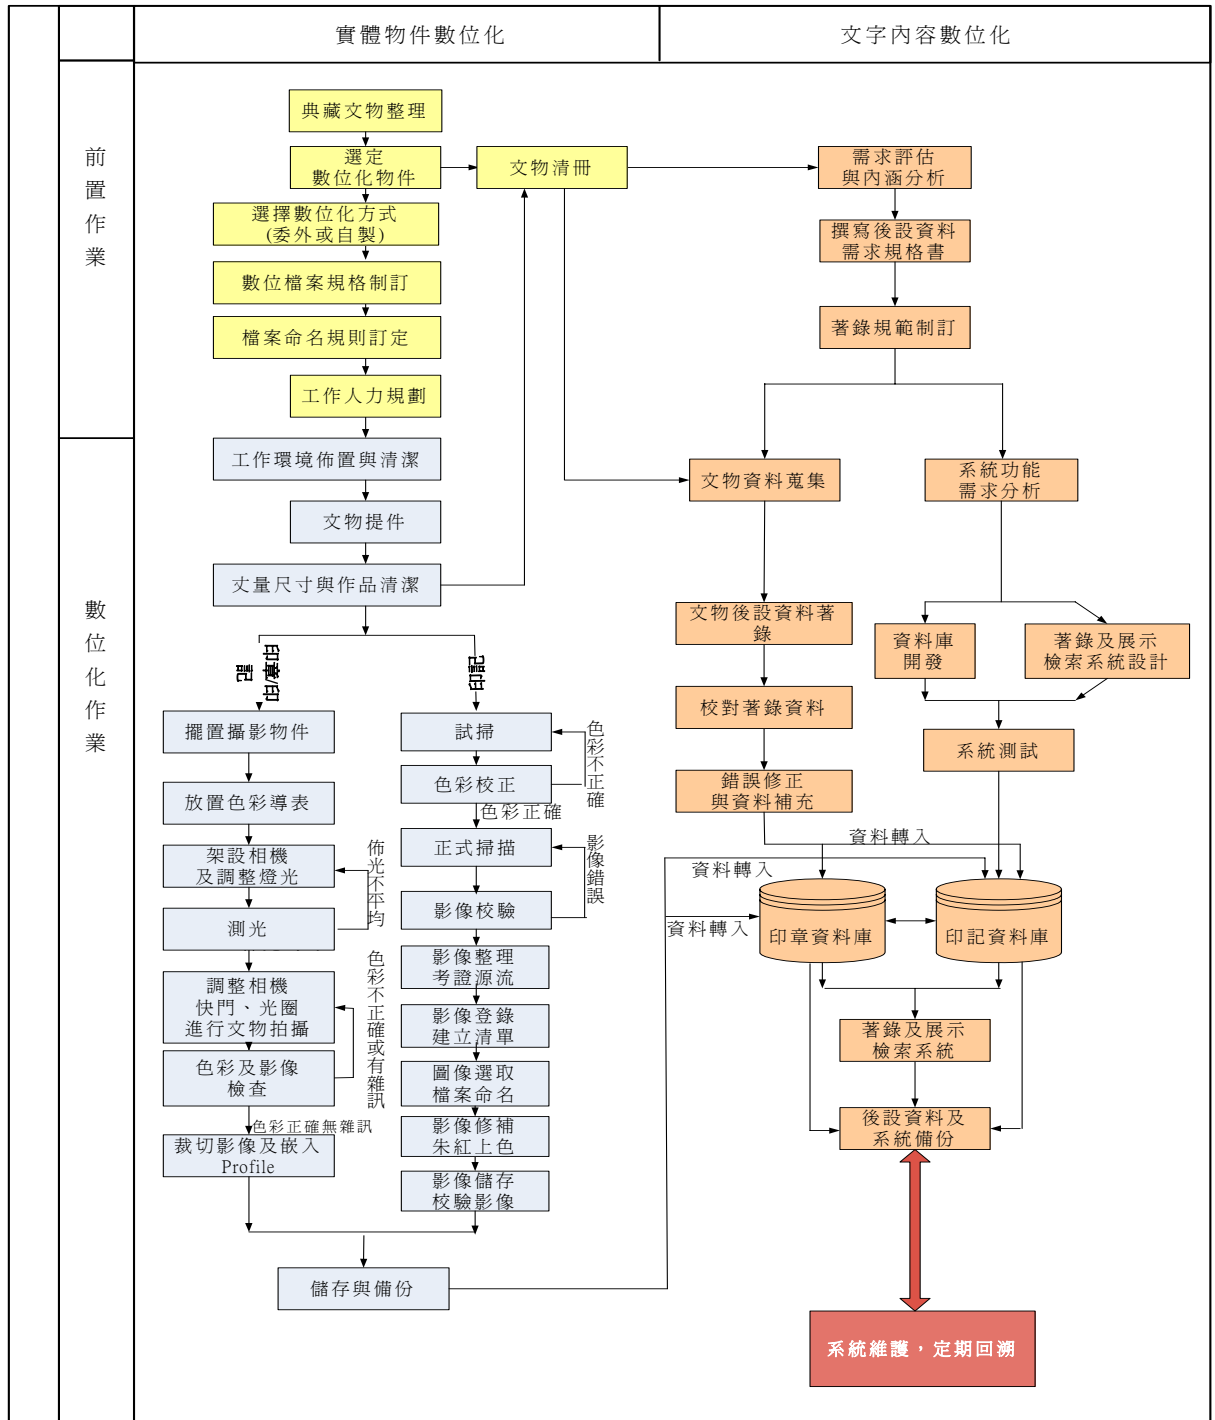 實體物件數位化
文字內容數位化
前置作業
典藏文物整理
選定
數位化物件
文物清冊
選擇數位化方式
(委外或自製)
數位檔案規格制訂
檔案命名規則訂定
工作人力規劃
需求評估
與內涵分析
撰寫後設資料
需求規格書
著錄規範制訂
數位化作業
工作環境佈置與清潔
文物提件
丈量尺寸與作品清潔
印章/印
記
印記
擺置攝影物件
放置色彩導表
架設相機
及調整燈光
佈光不平均
測光
調整相機
快門、光圈
進行文物拍攝
色彩不正確或有雜訊
色彩及影像
檢查
色彩正確無雜訊
裁切影像及嵌入
Profile
試掃
色彩不正確
色彩校正
色彩正確
正式掃描
影像錯誤
影像校驗
影像整理
考證源流
影像登錄
建立清單
圖像選取
檔案命名
影像修補
朱紅上色
影像儲存
校驗影像
儲存與備份
文物資料蒐集
系統功能
需求分析
文物後設資料著
錄
資料庫
開發
著錄及展示
檢索系統設計
校對著錄資料
系統測試
錯誤修正
與資料補充
資料轉入
資料轉入
資料轉入
印章資料庫
印記資料庫
著錄及展示
檢索系統
後設資料及
系統備份
系統維護，定期回溯